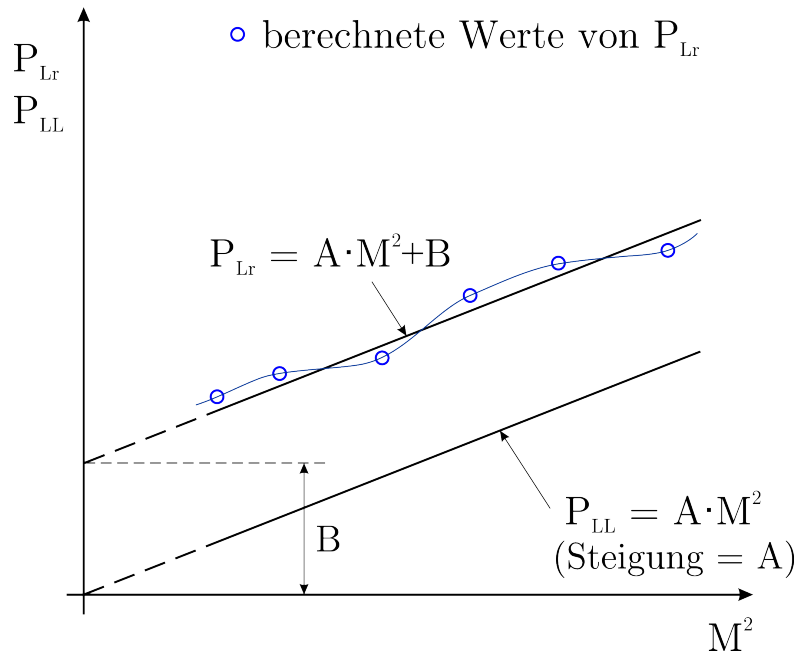 berechnete Werte von P_Lr
P_Lr
P_LL
P_Lr = A·M²+B
B
P_LL = A·M²
(Steigung = A)
M²